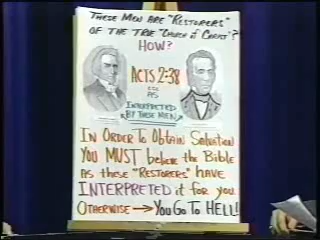 These Men Are "Restorers"
of the True "Church of Christ"?
How?
Acts 2:38
AS
INTERPRETED
BY THESE MEN
In Order To Obtain Salvation
You MUST believe the Bible
As these "Restorers" have
INTERPRETED it for you.
Otherwise → You Go To HELL!